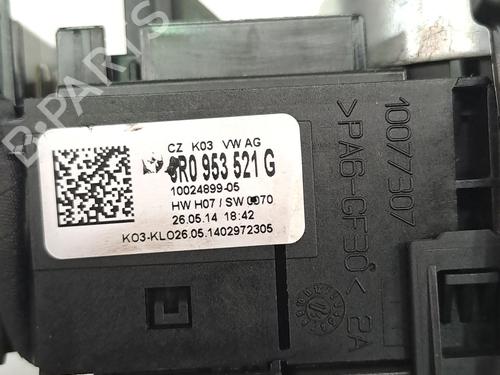 B-PARTS
CZ K03 VW AG
8R0 953 521 G
10024899-05
HW H07 / SW 0070
26.05.14 18:42
K03-KLO26.05.1402972305
10077307
>PA6-GF30<
2A